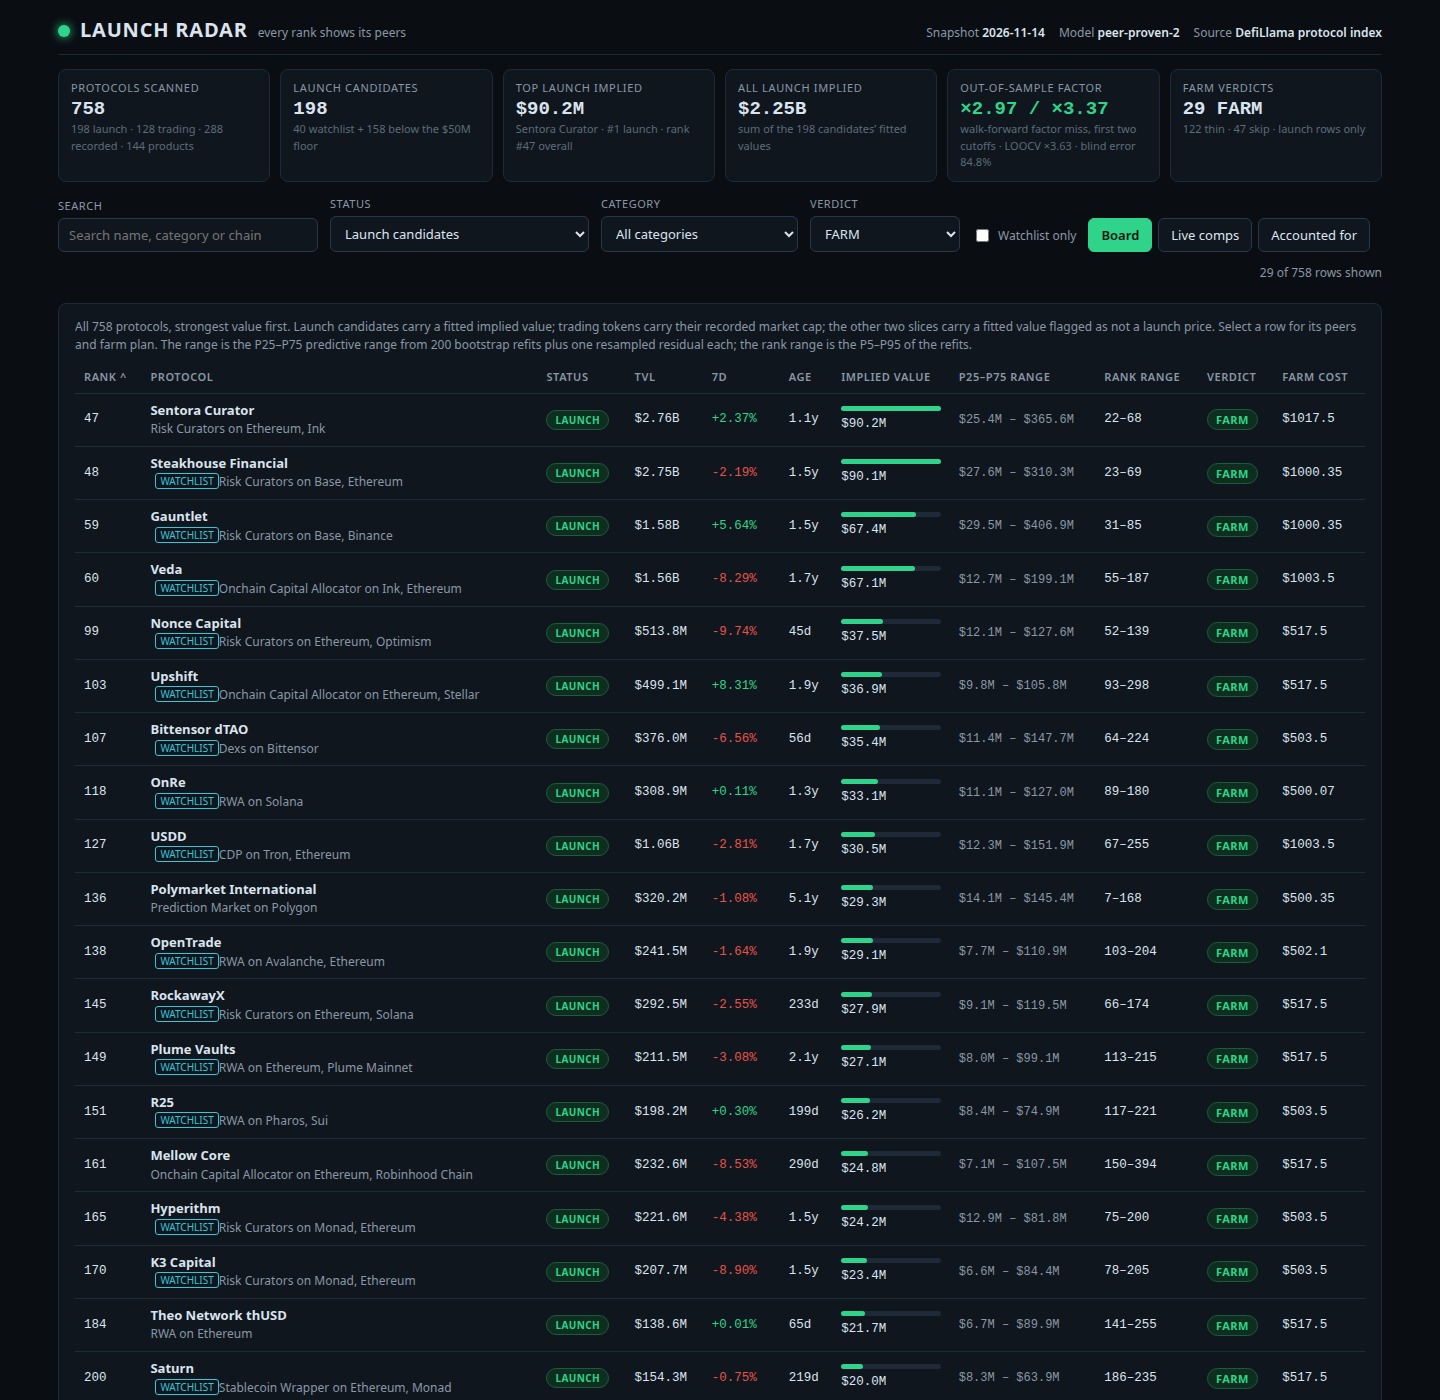 LAUNCH RADAR every rank shows its peers
Snapshot 2026-11-14 Model peer-proven-2 Source DefiLlama protocol index
PROTOCOLS SCANNED
758
198 launch · 128 trading · 288
recorded · 144 products
LAUNCH CANDIDATES
198
40 watchlist + 158 below the $50M
floor
TOP LAUNCH IMPLIED
$90.2M
Sentora Curator · #1 launch · rank
#47 overall
ALL LAUNCH IMPLIED
$2.25B
sum of the 198 candidates' fitted
values
OUT-OF-SAMPLE FACTOR
×2.97 / ×3.37
walk-forward factor miss, first two
cutoffs · LOOCV ×3.63 · blind error
84.8%
FARM VERDICTS
29 FARM
122 thin · 47 skip · launch rows only
SEARCH
Search name, category or chain
STATUS
Launch candidates
CATEGORY
All categories
VERDICT
FARM
Watchlist only
Board
Live comps
Accounted for
29 of 758 rows shown
All 758 protocols, strongest value first. Launch candidates carry a fitted implied value; trading tokens carry their recorded market cap; the other two slices carry a fitted value flagged as not a launch price. Select a row for its peers
and farm plan. The range is the P25–P75 predictive range from 200 bootstrap refits plus one resampled residual each; the rank range is the P5–P95 of the refits.
RANK ^ PROTOCOL STATUS TVL 7D AGE IMPLIED VALUE P25–P75 RANGE RANK RANGE VERDICT FARM COST
47 Sentora Curator LAUNCH $2.76B +2.37% 1.1y $90.2M $25.4M – $365.6M 22–68 FARM $1017.5
Risk Curators on Ethereum, Ink
48 Steakhouse Financial LAUNCH $2.75B -2.19% 1.5y $90.1M $27.6M – $310.3M 23–69 FARM $1000.35
WATCHLIST Risk Curators on Base, Ethereum
59 Gauntlet LAUNCH $1.58B +5.64% 1.5y $67.4M $29.5M – $406.9M 31–85 FARM $1000.35
WATCHLIST Risk Curators on Base, Binance
60 Veda LAUNCH $1.56B -8.29% 1.7y $67.1M $12.7M – $199.1M 55–187 FARM $1003.5
WATCHLIST Onchain Capital Allocator on Ink, Ethereum
99 Nonce Capital LAUNCH $513.8M -9.74% 45d $37.5M $12.1M – $127.6M 52–139 FARM $517.5
WATCHLIST Risk Curators on Ethereum, Optimism
103 Upshift LAUNCH $499.1M +8.31% 1.9y $36.9M $9.8M – $105.8M 93–298 FARM $517.5
WATCHLIST Onchain Capital Allocator on Ethereum, Stellar
107 Bittensor dTAO LAUNCH $376.0M -6.56% 56d $35.4M $11.4M – $147.7M 64–224 FARM $503.5
WATCHLIST Dexs on Bittensor
118 OnRe LAUNCH $308.9M +0.11% 1.3y $33.1M $11.1M – $127.0M 89–180 FARM $500.07
WATCHLIST RWA on Solana
127 USDD LAUNCH $1.06B -2.81% 1.7y $30.5M $12.3M – $151.9M 67–255 FARM $1003.5
WATCHLIST CDP on Tron, Ethereum
136 Polymarket International LAUNCH $320.2M -1.08% 5.1y $29.3M $14.1M – $145.4M 7–168 FARM $500.35
Prediction Market on Polygon
138 OpenTrade LAUNCH $241.5M -1.64% 1.9y $29.1M $7.7M – $110.9M 103–204 FARM $502.1
WATCHLIST RWA on Avalanche, Ethereum
145 RockawayX LAUNCH $292.5M -2.55% 233d $27.9M $9.1M – $119.5M 66–174 FARM $517.5
WATCHLIST Risk Curators on Ethereum, Solana
149 Plume Vaults LAUNCH $211.5M -3.08% 2.1y $27.1M $8.0M – $99.1M 113–215 FARM $517.5
WATCHLIST RWA on Ethereum, Plume Mainnet
151 R25 LAUNCH $198.2M +0.30% 199d $26.2M $8.4M – $74.9M 117–221 FARM $503.5
WATCHLIST RWA on Pharos, Sui
161 Mellow Core LAUNCH $232.6M -8.53% 290d $24.8M $7.1M – $107.5M 150–394 FARM $517.5
Onchain Capital Allocator on Ethereum, Robinhood Chain
165 Hyperithm LAUNCH $221.6M -4.38% 1.5y $24.2M $12.9M – $81.8M 75–200 FARM $503.5
WATCHLIST Risk Curators on Monad, Ethereum
170 K3 Capital LAUNCH $207.7M -8.90% 1.5y $23.4M $6.6M – $84.4M 78–205 FARM $503.5
WATCHLIST Risk Curators on Monad, Ethereum
184 Theo Network thUSD LAUNCH $138.6M +0.01% 65d $21.7M $6.7M – $89.9M 141–255 FARM $517.5
RWA on Ethereum
200 Saturn LAUNCH $154.3M -0.75% 219d $20.0M $8.3M – $63.9M 186–235 FARM $517.5
WATCHLIST Stablecoin Wrapper on Ethereum, Monad